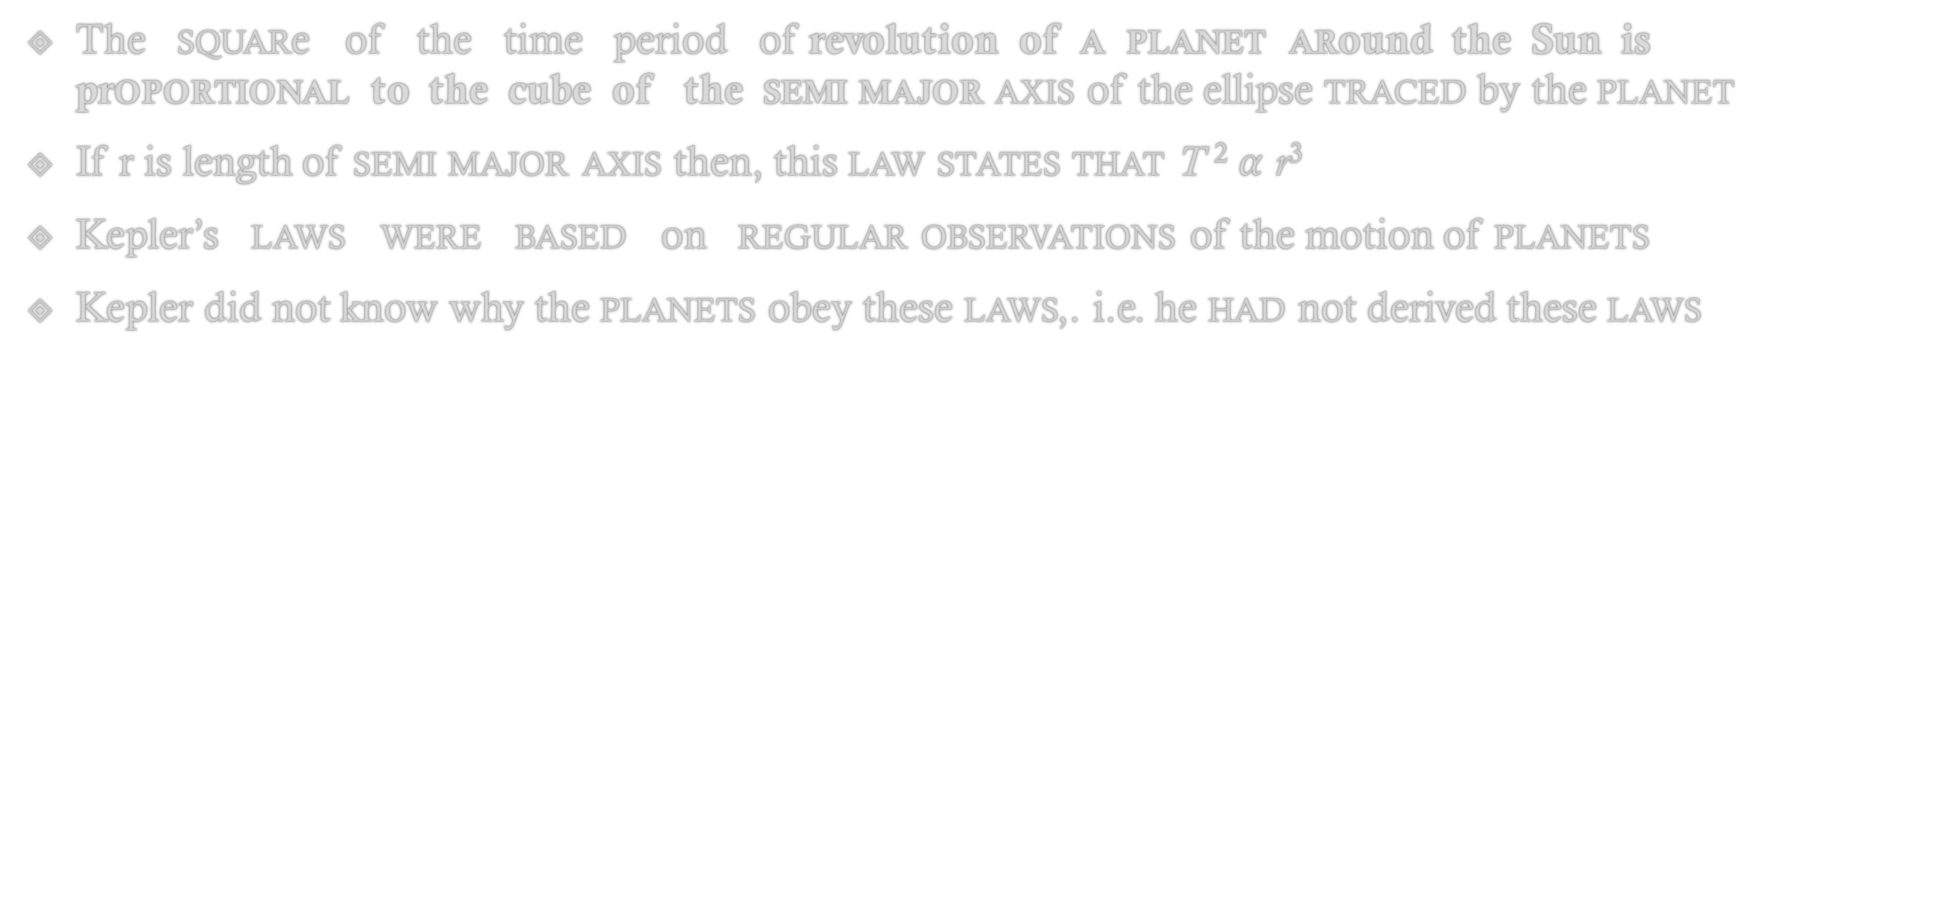 ❖ The SQUARe of the time period of revolution of A PLANET ARound the Sun is
prOPORTIONAL to the cube of the SEMI MAJOR AXIS of the ellipse TRACED by the PLANET
❖ If r is length of SEMI MAJOR AXIS then, this LAW STATES THAT T² α r³
❖ Kepler’s LAWS WERE BASED on REGULAR OBSERVATIONS of the motion of PLANETS
❖ Kepler did not know why the PLANETS obey these LAWS,. i.e. he HAD not derived these LAWS